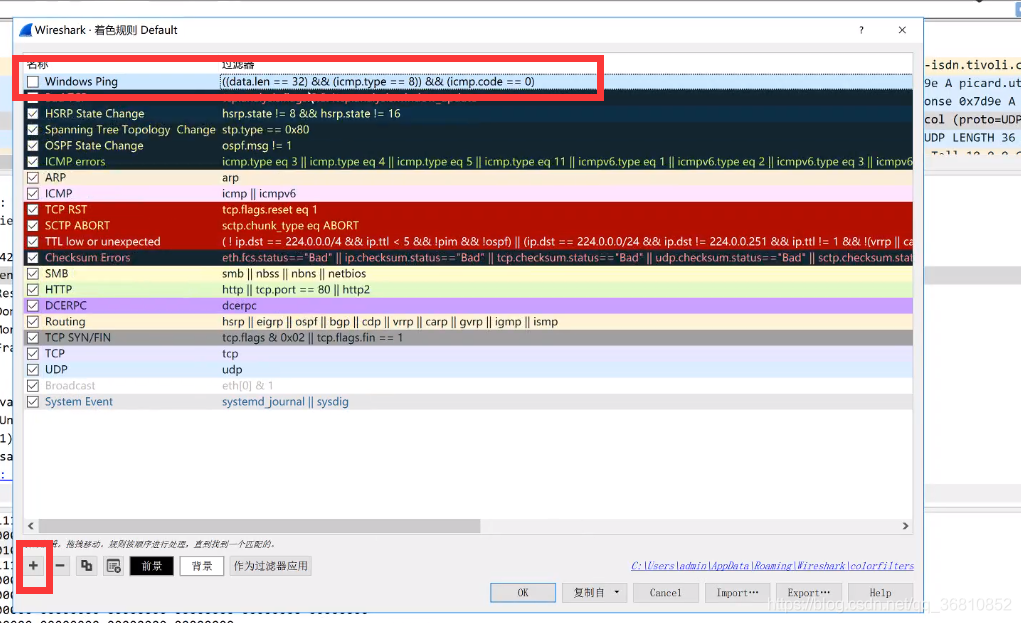 Wireshark · 着色规则 Default
? ×
名称 过滤器
Windows Ping ((data.len == 32) && (icmp.type == 8)) && (icmp.code == 0)
HSRP State Change hsrp.state != 8 && hsrp.state != 16
Spanning Tree Topology Change stp.type == 0x80
OSPF State Change ospf.msg != 1
ICMP errors icmp.type eq 3 || icmp.type eq 4 || icmp.type eq 5 || icmp.type eq 11 || icmpv6.type eq 1 || icmpv6.type eq 2 || icmpv6.type eq 3 || icmpv6
ARP arp
ICMP icmp || icmpv6
TCP RST tcp.flags.reset eq 1
SCTP ABORT sctp.chunk_type eq ABORT
TTL low or unexpected ( ! ip.dst == 224.0.0.0/4 && ip.ttl < 5 && !pim && !ospf) || (ip.dst == 224.0.0.0/24 && ip.dst != 224.0.0.251 && ip.ttl != 1 && !(vrrp || ca
Checksum Errors eth.fcs.status=="Bad" || ip.checksum.status=="Bad" || tcp.checksum.status=="Bad" || udp.checksum.status=="Bad" || sctp.checksum.stat
SMB smb || nbss || nbns || netbios
HTTP http || tcp.port == 80 || http2
DCERPC dcerpc
Routing hsrp || eigrp || ospf || bgp || cdp || vrrp || carp || gvrp || igmp || ismp
TCP SYN/FIN tcp.flags & 0x02 || tcp.flags.fin == 1
TCP tcp
UDP udp
Broadcast eth[0] & 1
System Event systemd_journal || sysdig
拖拽移动。规则按顺序进行处理，直到找到一个匹配的。
+ − 前景 背景 作为过滤器应用
C:\Users\admin\AppData\Roaming\Wireshark\colorfilters
OK 复制自 Cancel Import… Export… Help
-isdn.tivoli.c
9e A picard.ut
onse 0x7d9e A
col (proto=UDP
UDP LENGTH 36
https://blog.csdn.net/qq_36810852